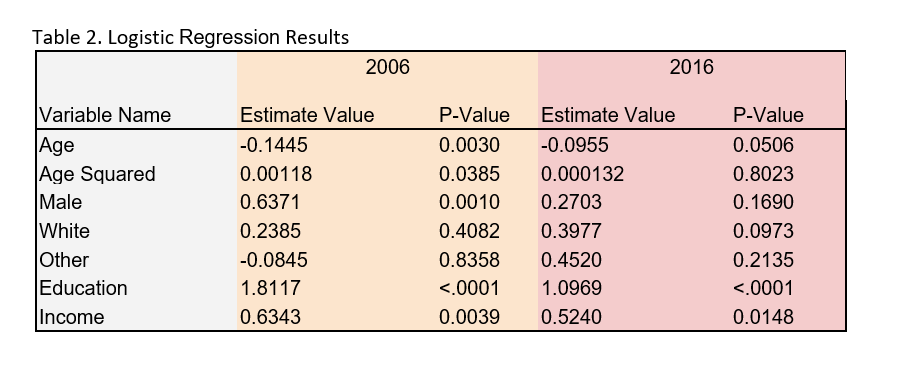 Table 2. Logistic Regression Results
2006 2016
Variable Name Estimate Value P-Value Estimate Value P-Value
Age -0.1445 0.0030 -0.0955 0.0506
Age Squared 0.00118 0.0385 0.000132 0.8023
Male 0.6371 0.0010 0.2703 0.1690
White 0.2385 0.4082 0.3977 0.0973
Other -0.0845 0.8358 0.4520 0.2135
Education 1.8117 <.0001 1.0969 <.0001
Income 0.6343 0.0039 0.5240 0.0148